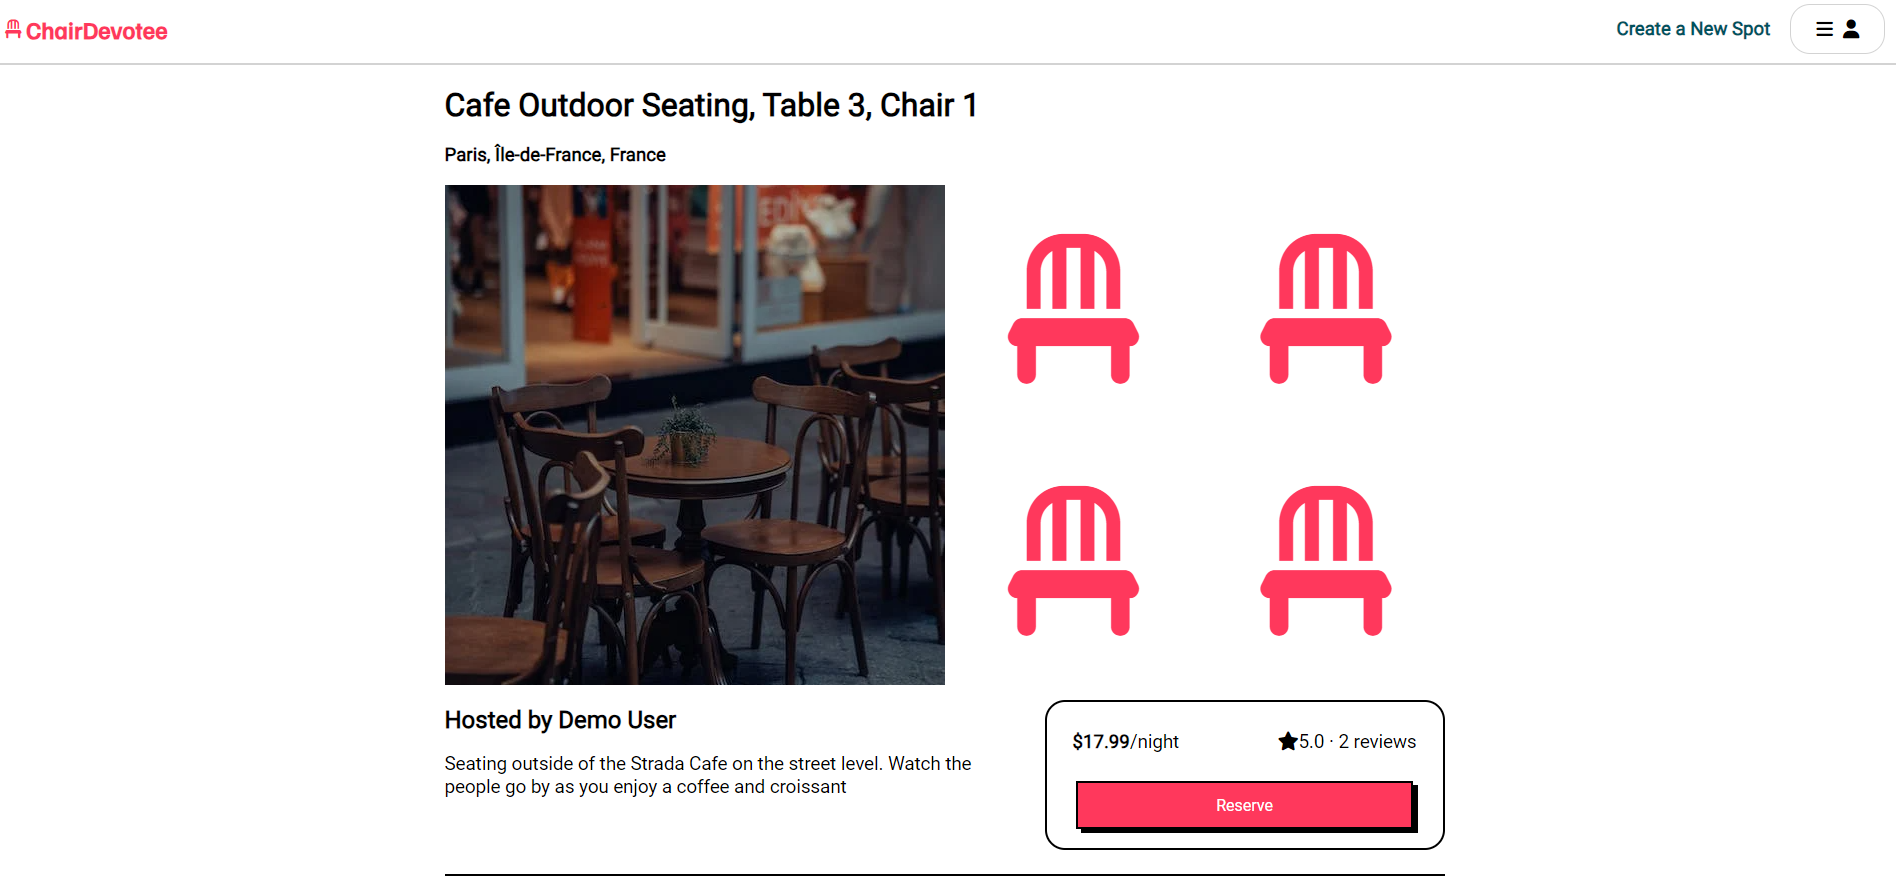 ChairDevotee
Create a New Spot
Cafe Outdoor Seating, Table 3, Chair 1
Paris, Île-de-France, France
Hosted by Demo User
Seating outside of the Strada Cafe on the street level. Watch the
people go by as you enjoy a coffee and croissant
$17.99/night
5.0 · 2 reviews
Reserve